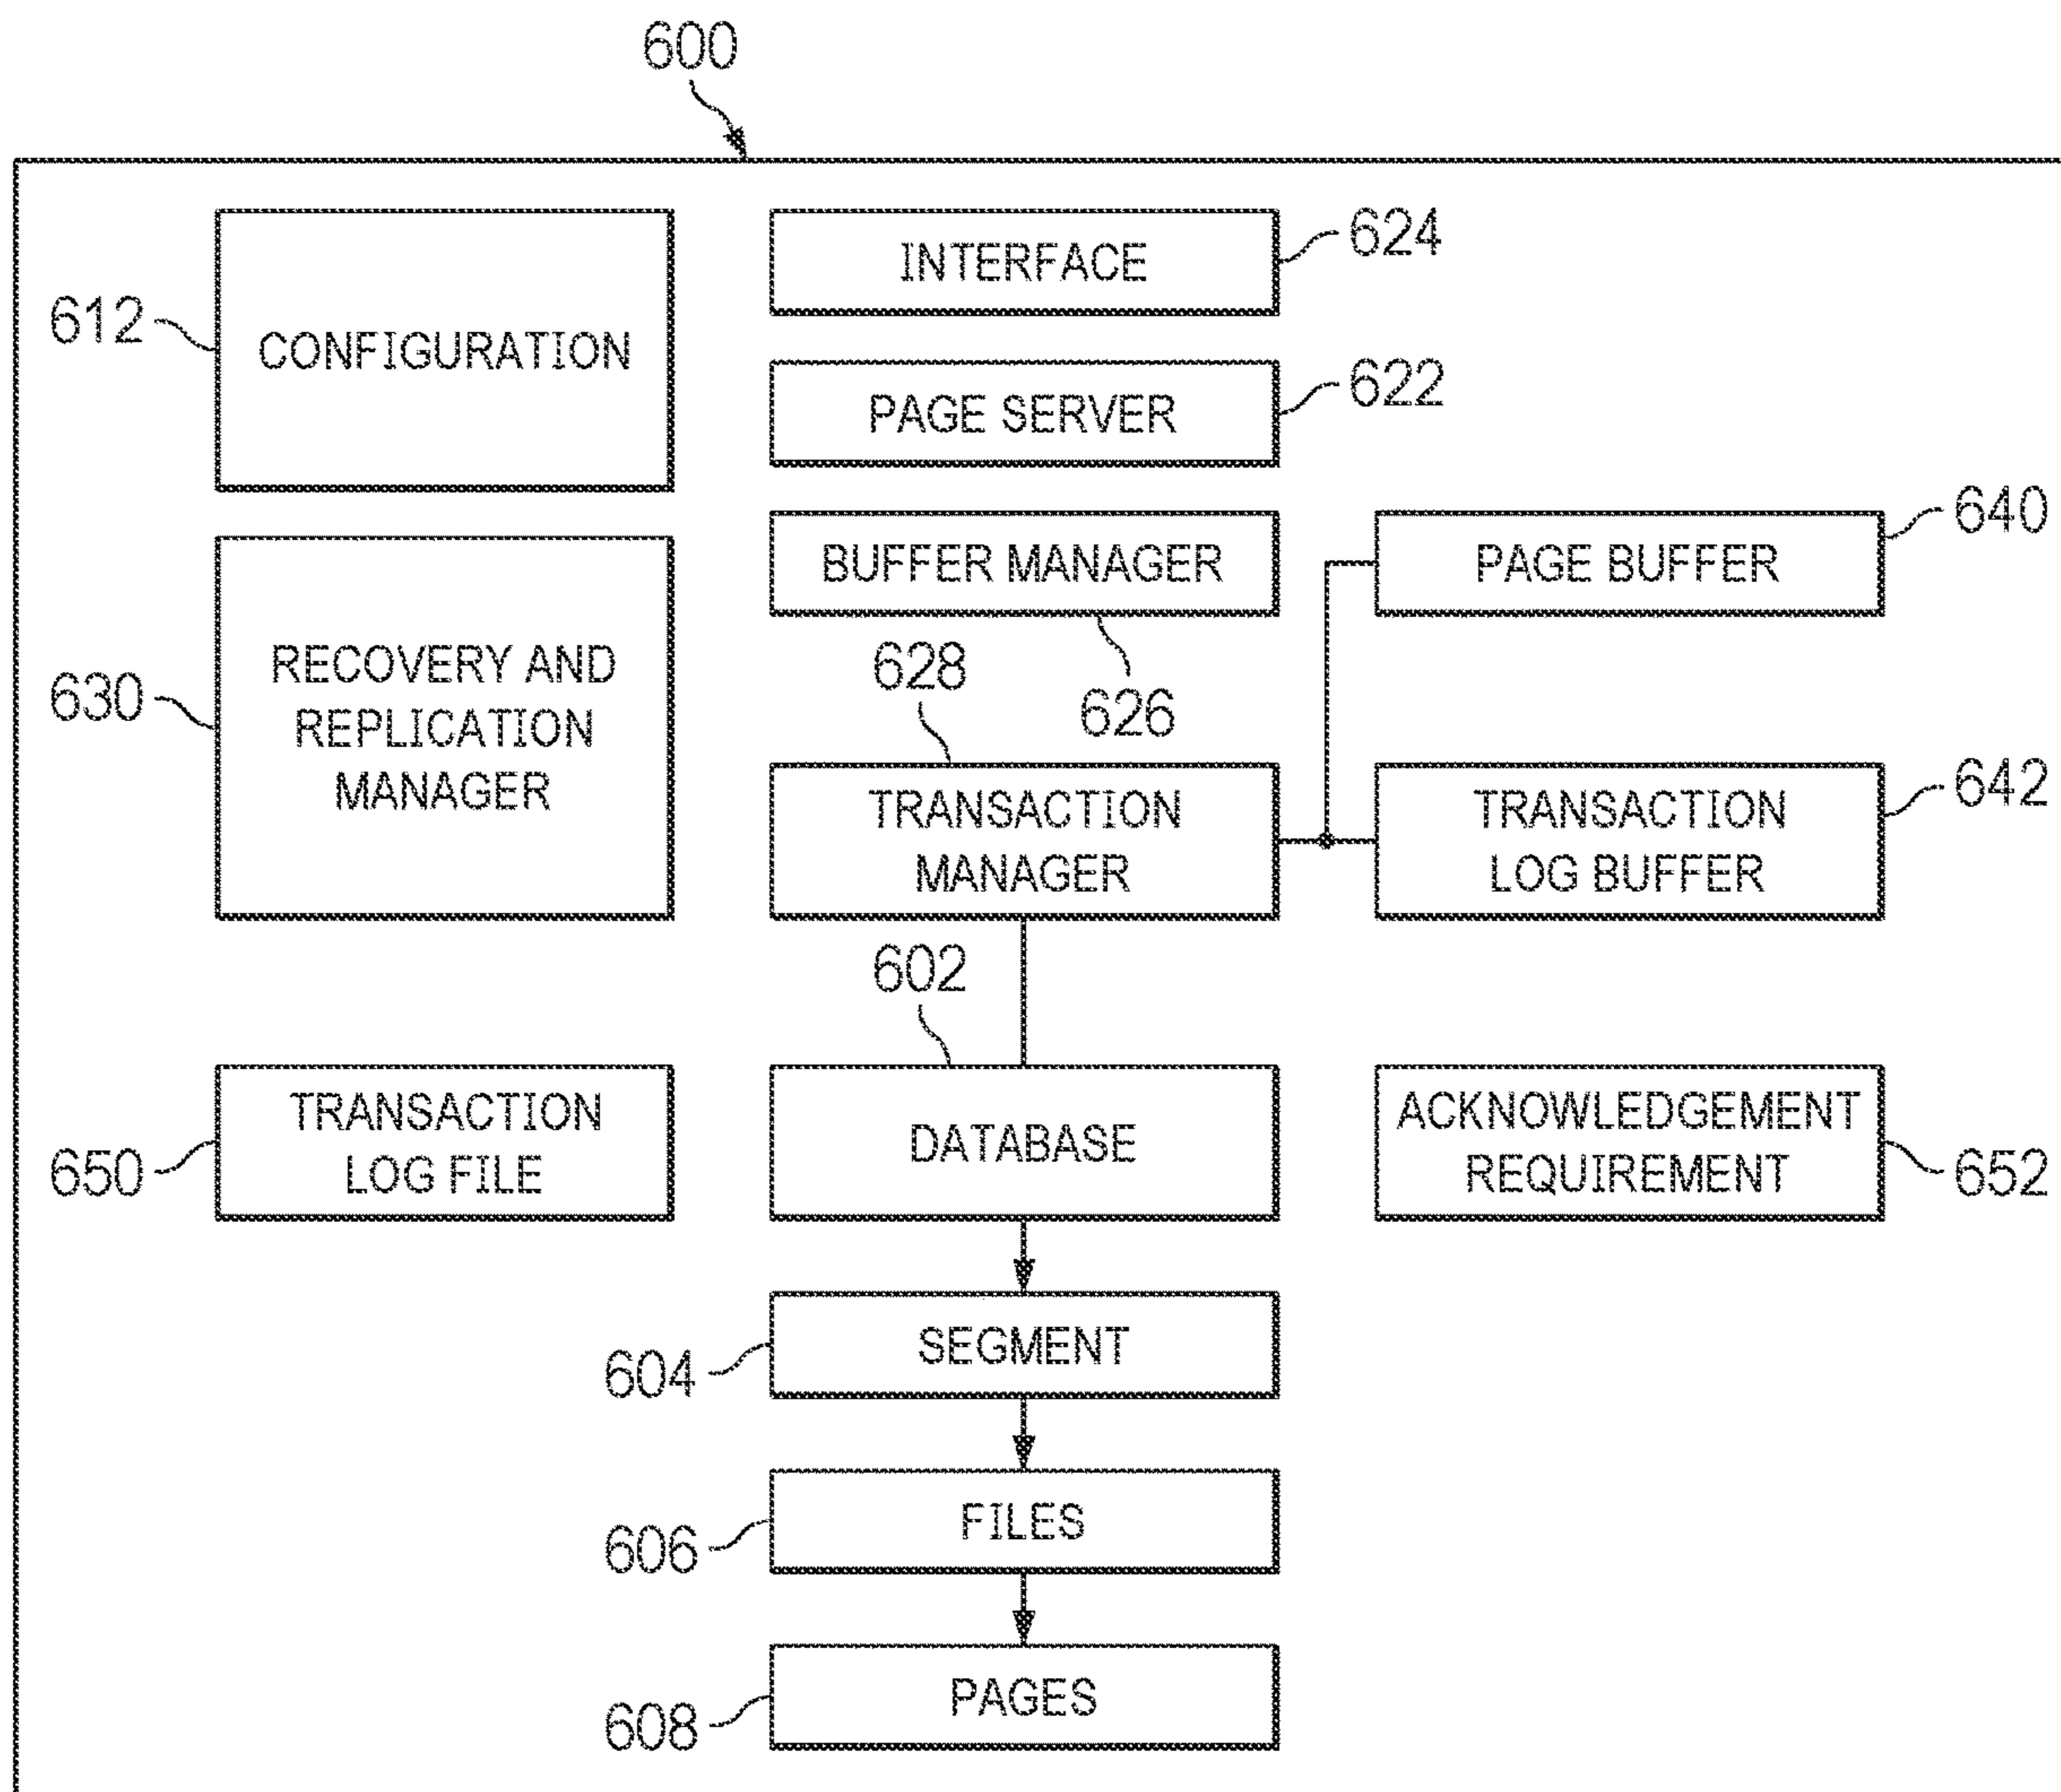 600
INTERFACE
624
612
CONFIGURATION
PAGE SERVER
622
BUFFER MANAGER
626
PAGE BUFFER
640
630
RECOVERY AND
REPLICATION
MANAGER
628
TRANSACTION
MANAGER
TRANSACTION
LOG BUFFER
642
602
650
TRANSACTION
LOG FILE
DATABASE
ACKNOWLEDGEMENT
REQUIREMENT
652
604
SEGMENT
606
FILES
608
PAGES